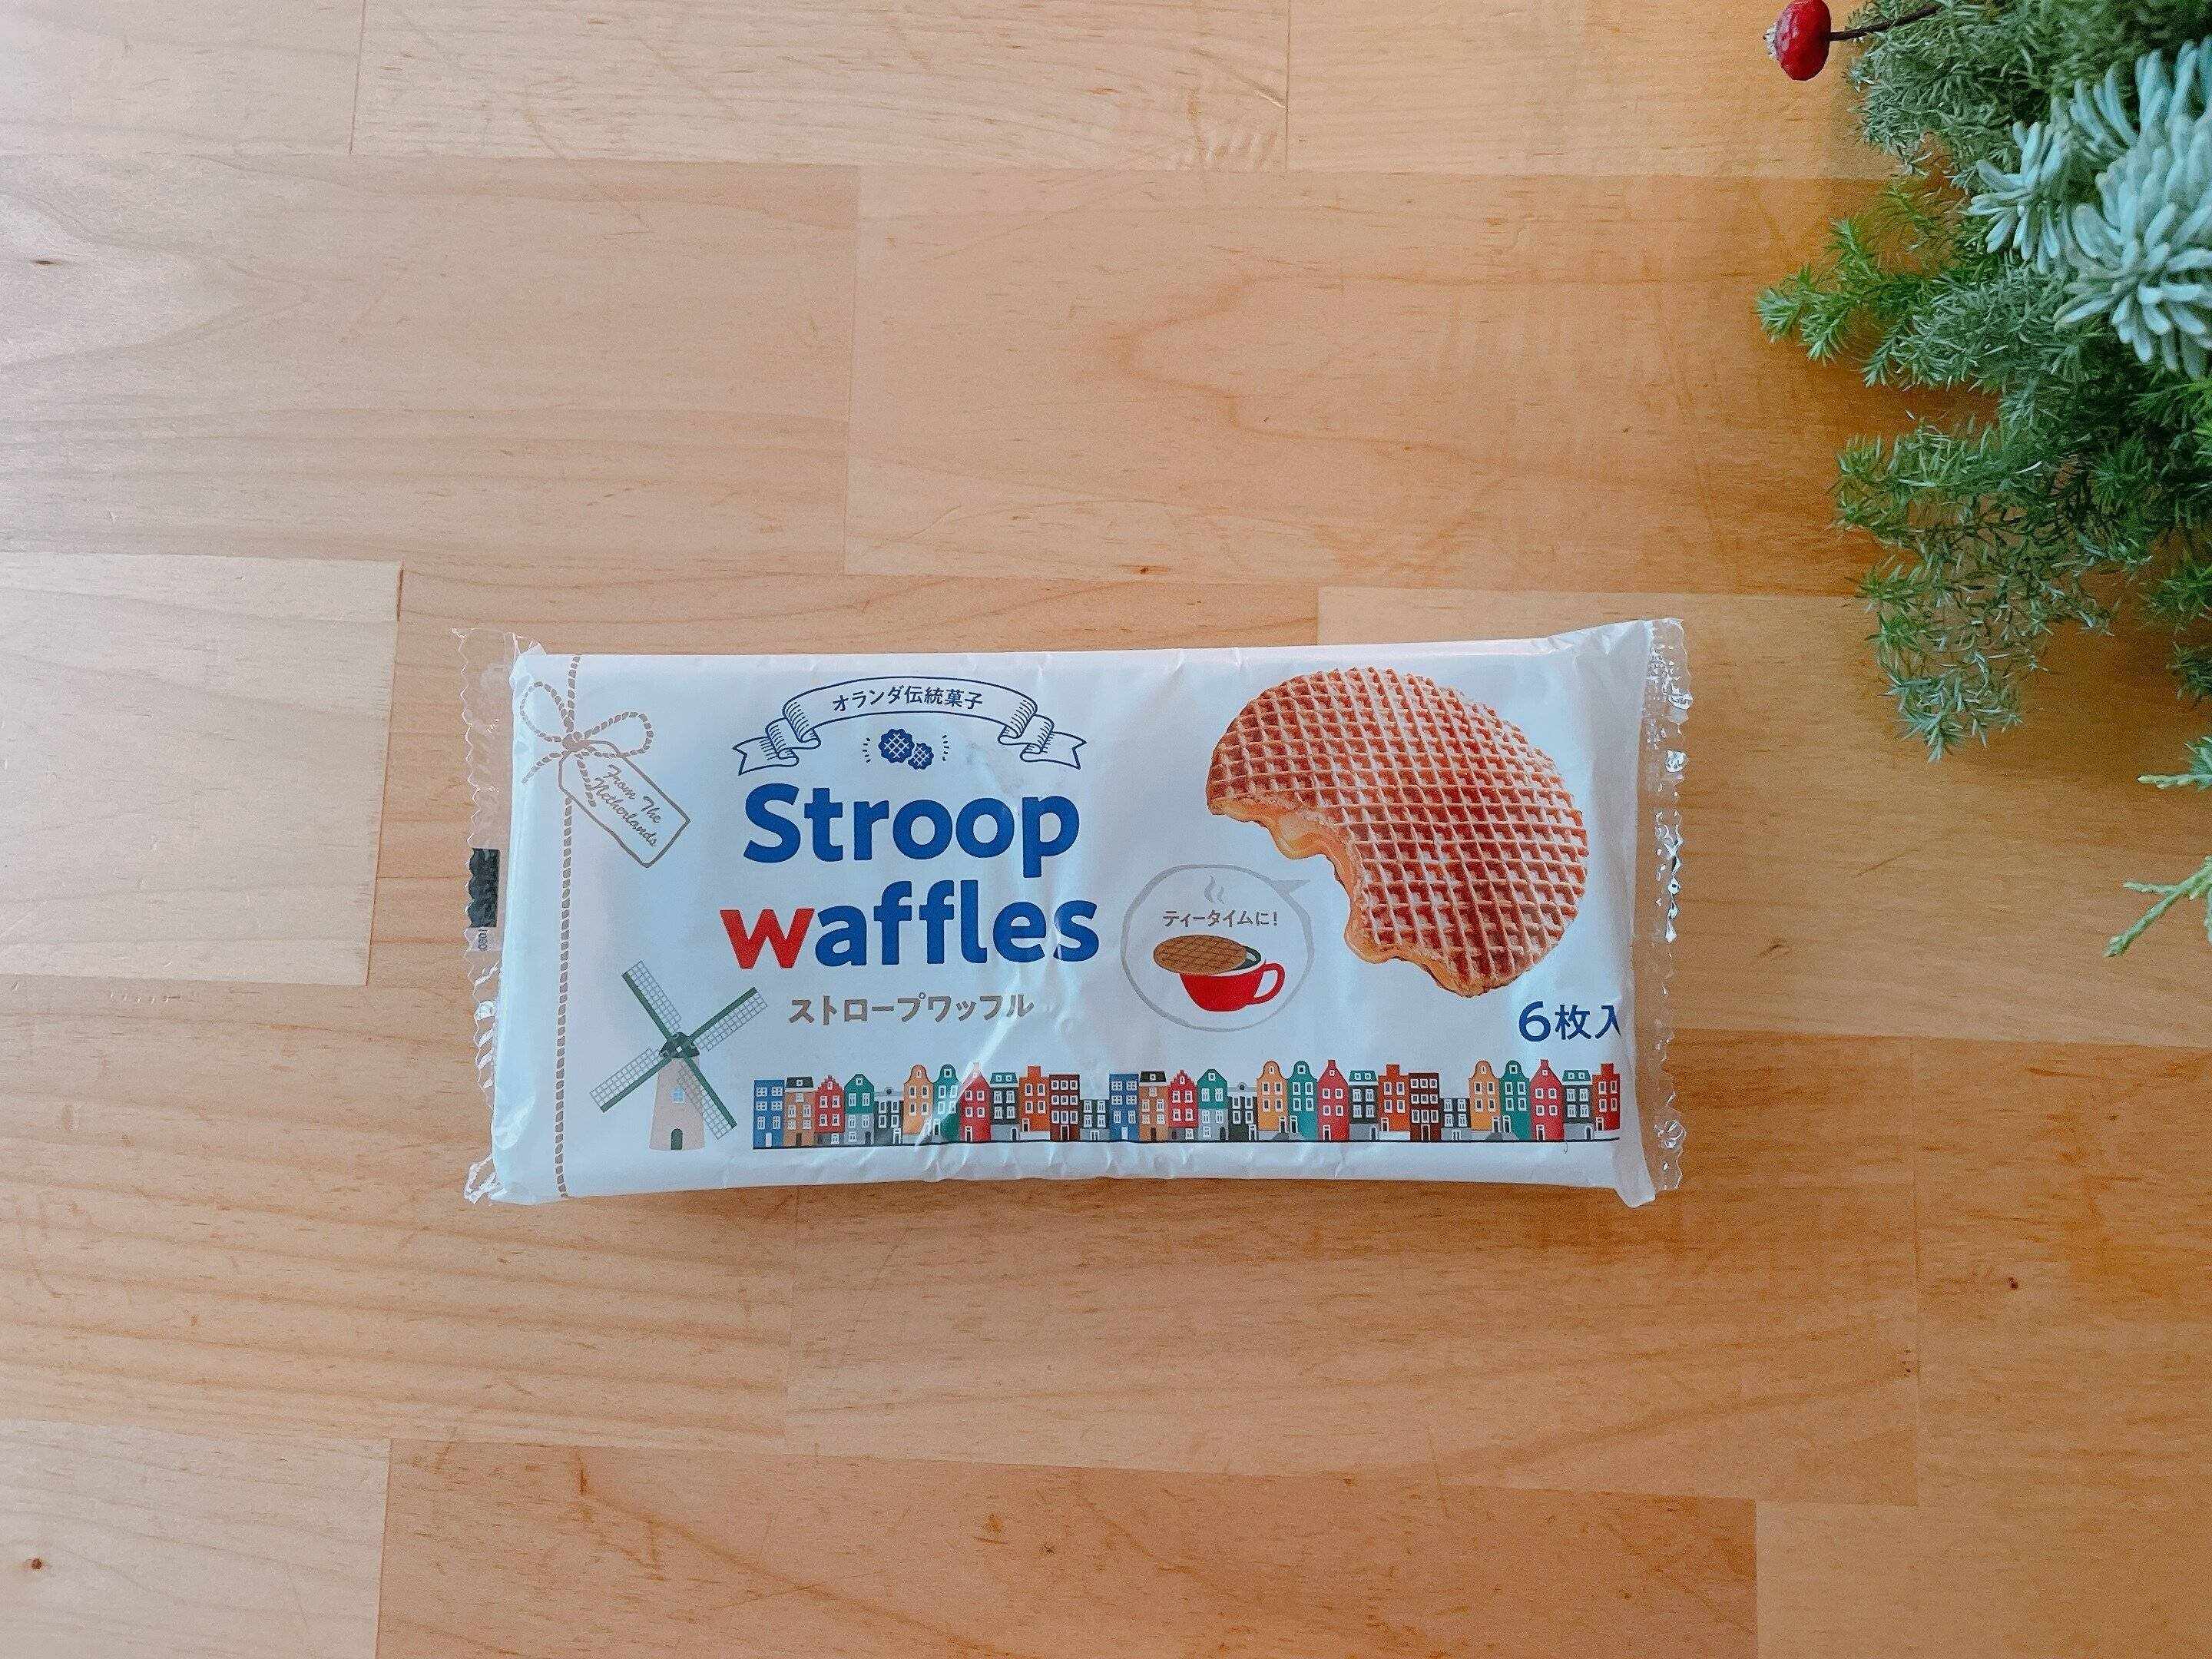 オランダ伝統菓子
From The
Netherlands
Stroop
waffles
ストロープワッフル
ティータイムに!
6枚入